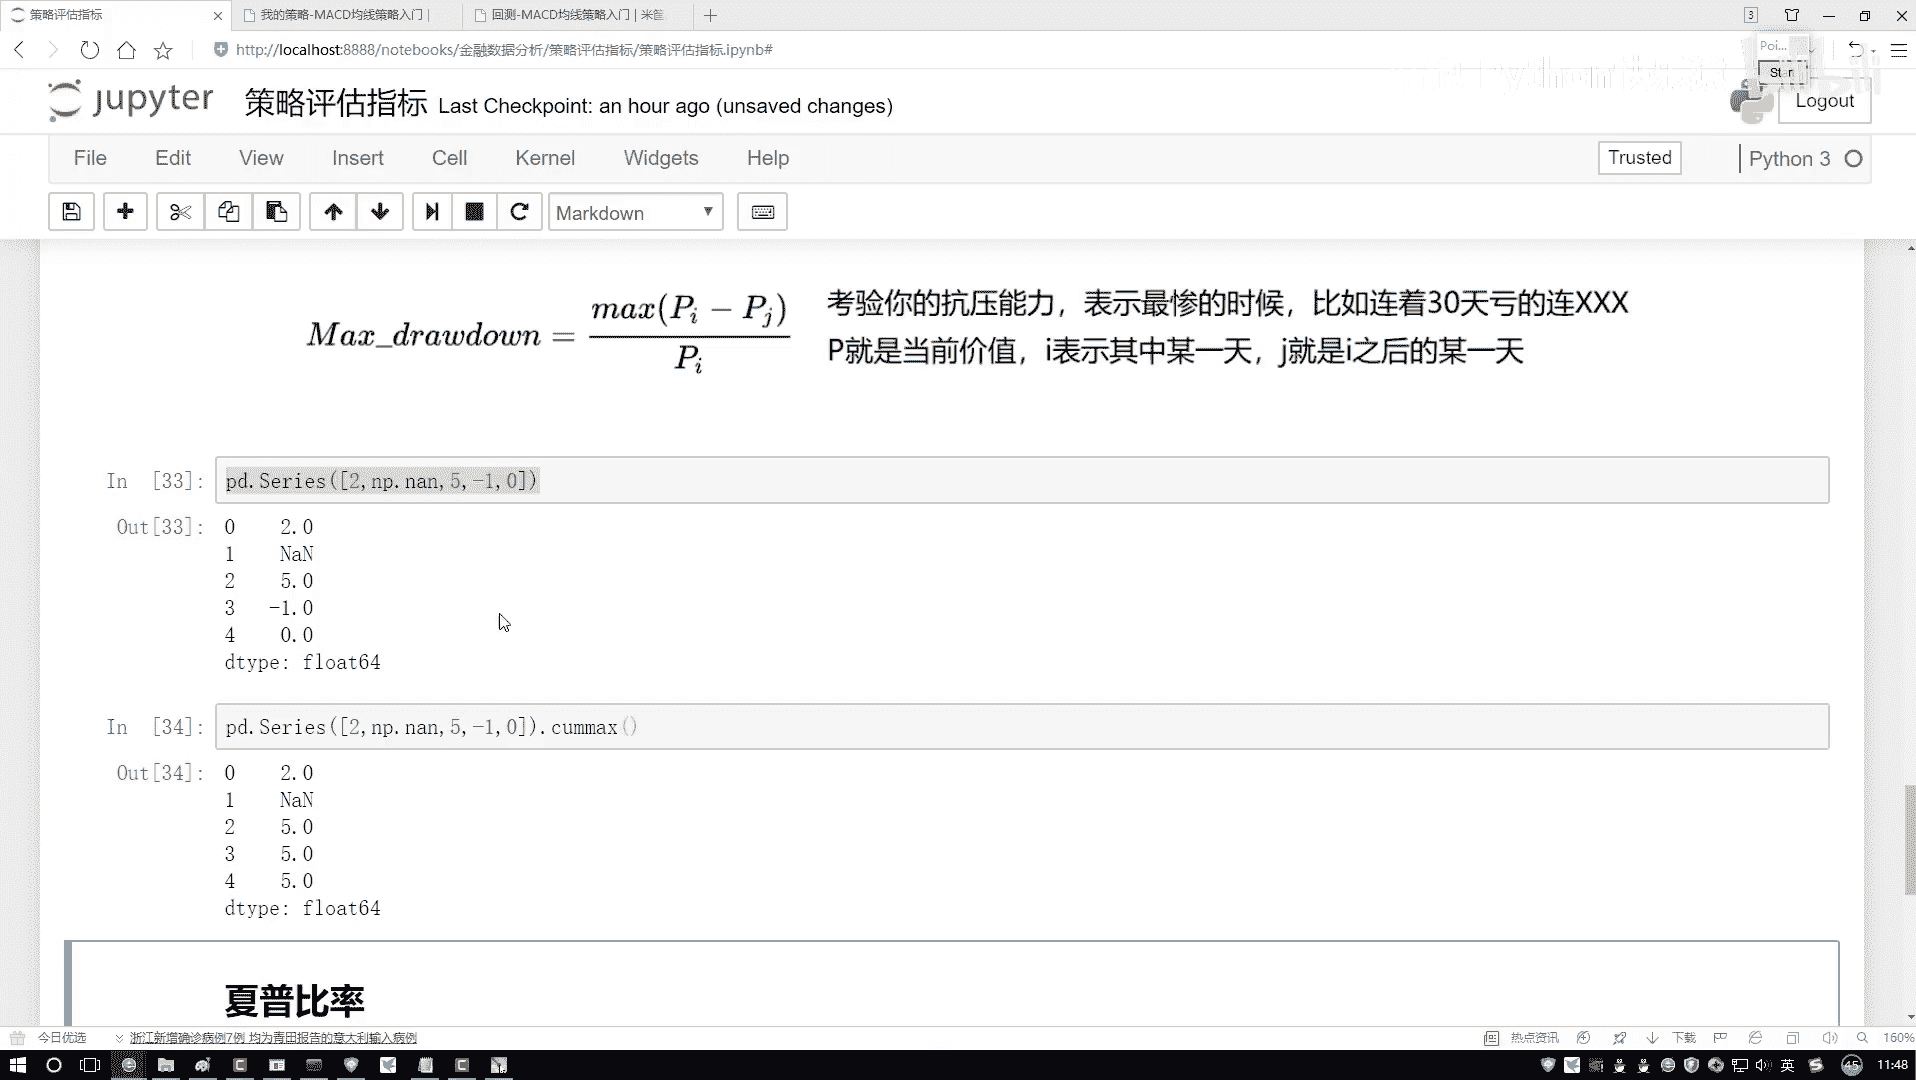 策略评估指标
我的策略-MACD均线策略入门 |
回测-MACD均线策略入门 | 米筐
3
http://localhost:8888/notebooks/金融数据分析/策略评估指标/策略评估指标.ipynb#
Poi...
Start
jupyter 策略评估指标 Last Checkpoint: an hour ago (unsaved changes)
Logout
File Edit View Insert Cell Kernel Widgets Help
Trusted Python 3
Markdown
Max_drawdown = max(P_i − P_j) / P_i
考验你的抗压能力，表示最惨的时候，比如连着30天亏的连XXX
P就是当前价值，i表示其中某一天，j就是i之后的某一天
In [33]: pd.Series([2,np.nan,5,-1,0])
Out[33]: 0 2.0
1 NaN
2 5.0
3 -1.0
4 0.0
dtype: float64
In [34]: pd.Series([2,np.nan,5,-1,0]).cummax()
Out[34]: 0 2.0
1 NaN
2 5.0
3 5.0
4 5.0
dtype: float64
夏普比率
今日优选 浙江新增确诊病例7例 均为青田报告的意大利输入病例
热点资讯 下载 160%
英 45 11:48